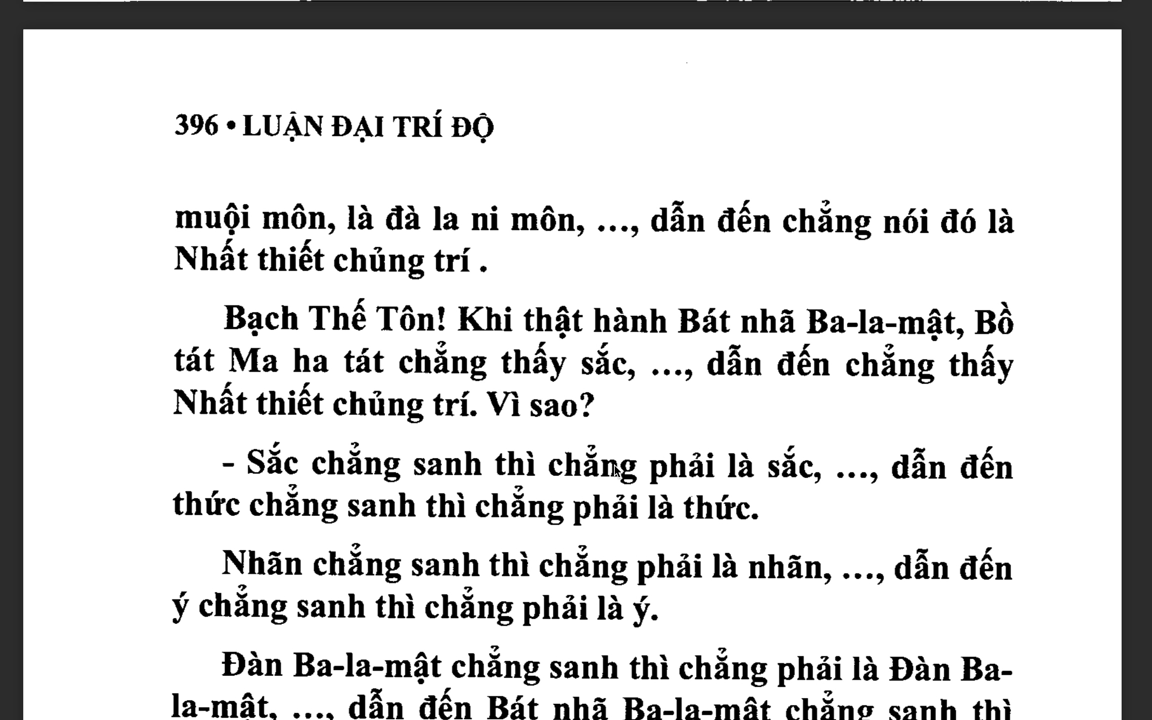 396 • LUẬN ĐẠI TRÍ ĐỘ
muội môn, là đà la ni môn, …, dẫn đến chẳng nói đó là
Nhất thiết chủng trí .
Bạch Thế Tôn! Khi thật hành Bát nhã Ba-la-mật, Bồ
tát Ma ha tát chẳng thấy sắc, …, dẫn đến chẳng thấy
Nhất thiết chủng trí. Vì sao?
- Sắc chẳng sanh thì chẳng phải là sắc, …, dẫn đến
thức chẳng sanh thì chẳng phải là thức.
Nhãn chẳng sanh thì chẳng phải là nhãn, …, dẫn đến
ý chẳng sanh thì chẳng phải là ý.
Đàn Ba-la-mật chẳng sanh thì chẳng phải là Đàn Ba-
la-mật, …, dẫn đến Bát nhã Ba-la-mật chẳng sanh thì